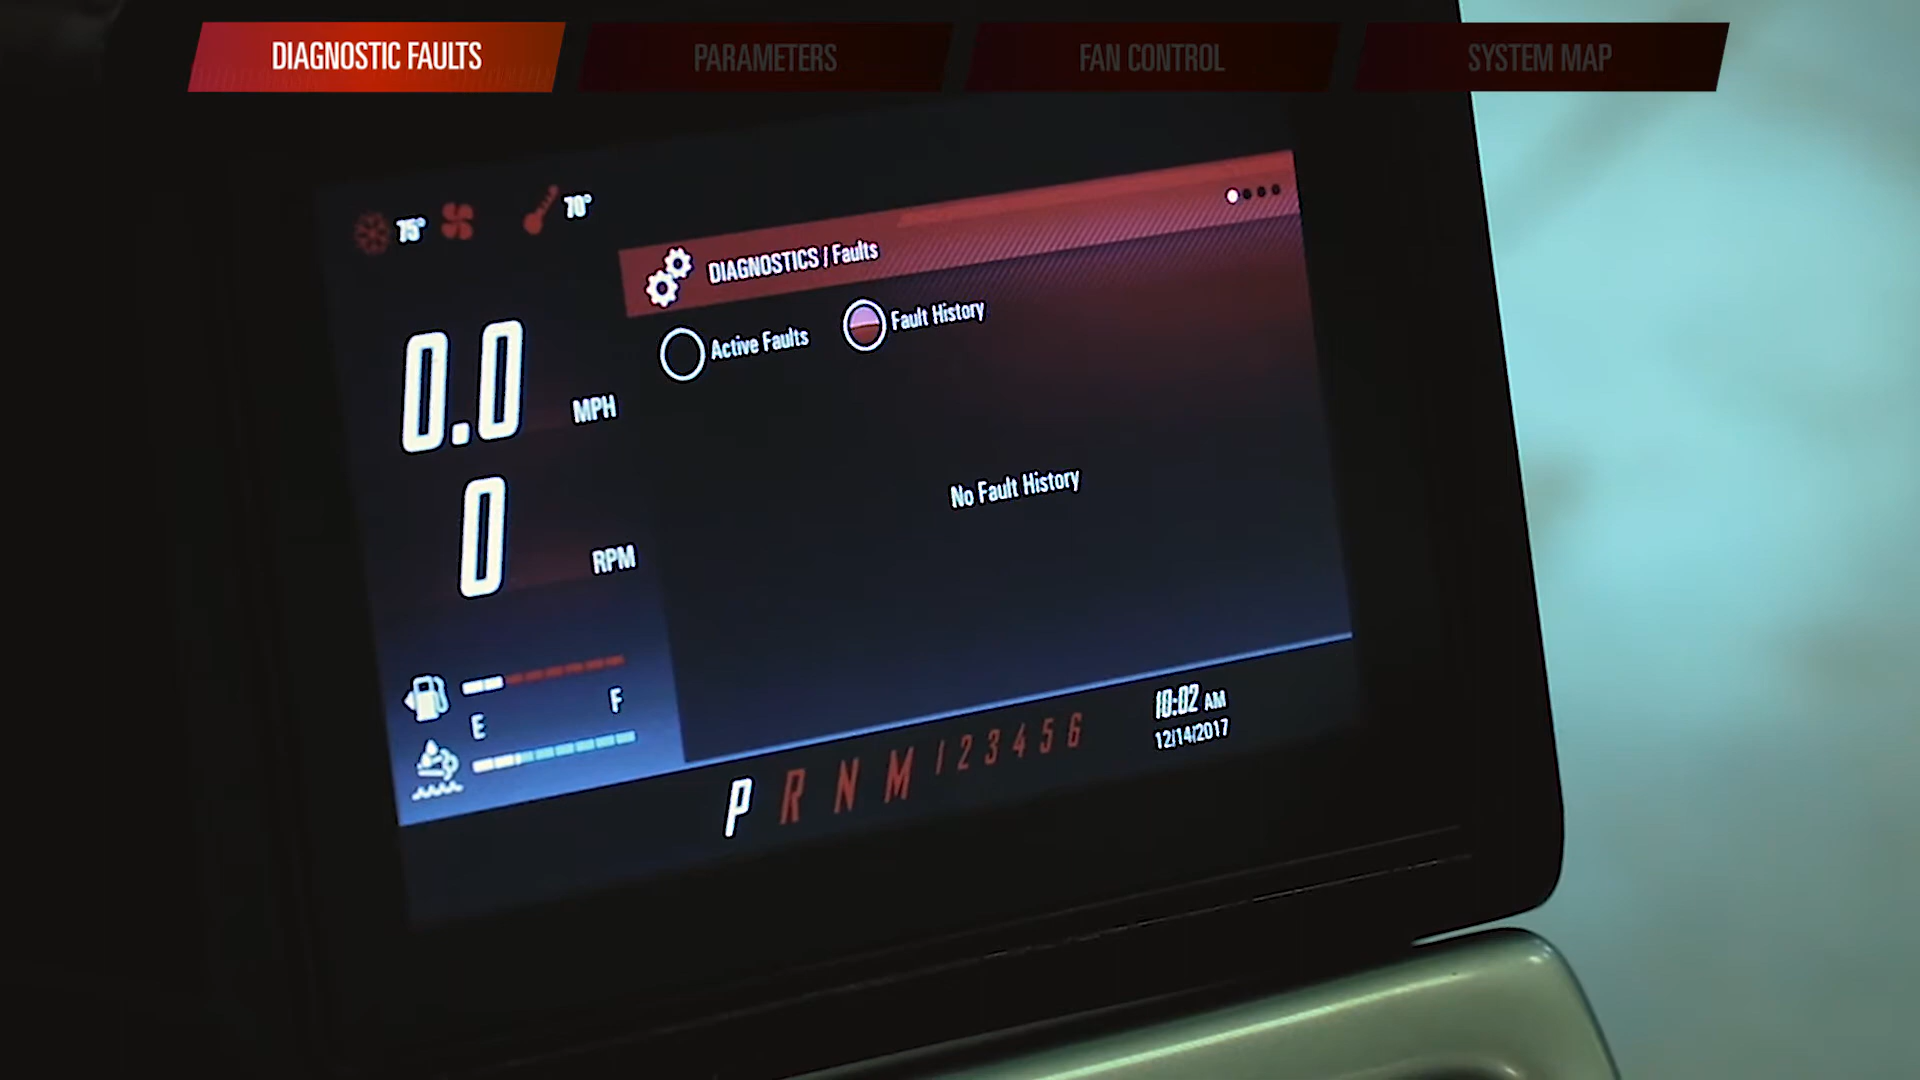 DIAGNOSTIC FAULTS
PARAMETERS
FAN CONTROL
SYSTEM MAP
75°
70°
DIAGNOSTICS / Faults
Active Faults
Fault History
0.0 MPH
No Fault History
0 RPM
E F
P R N M 1 2 3 4 5 6
10:02 AM
12/14/2017